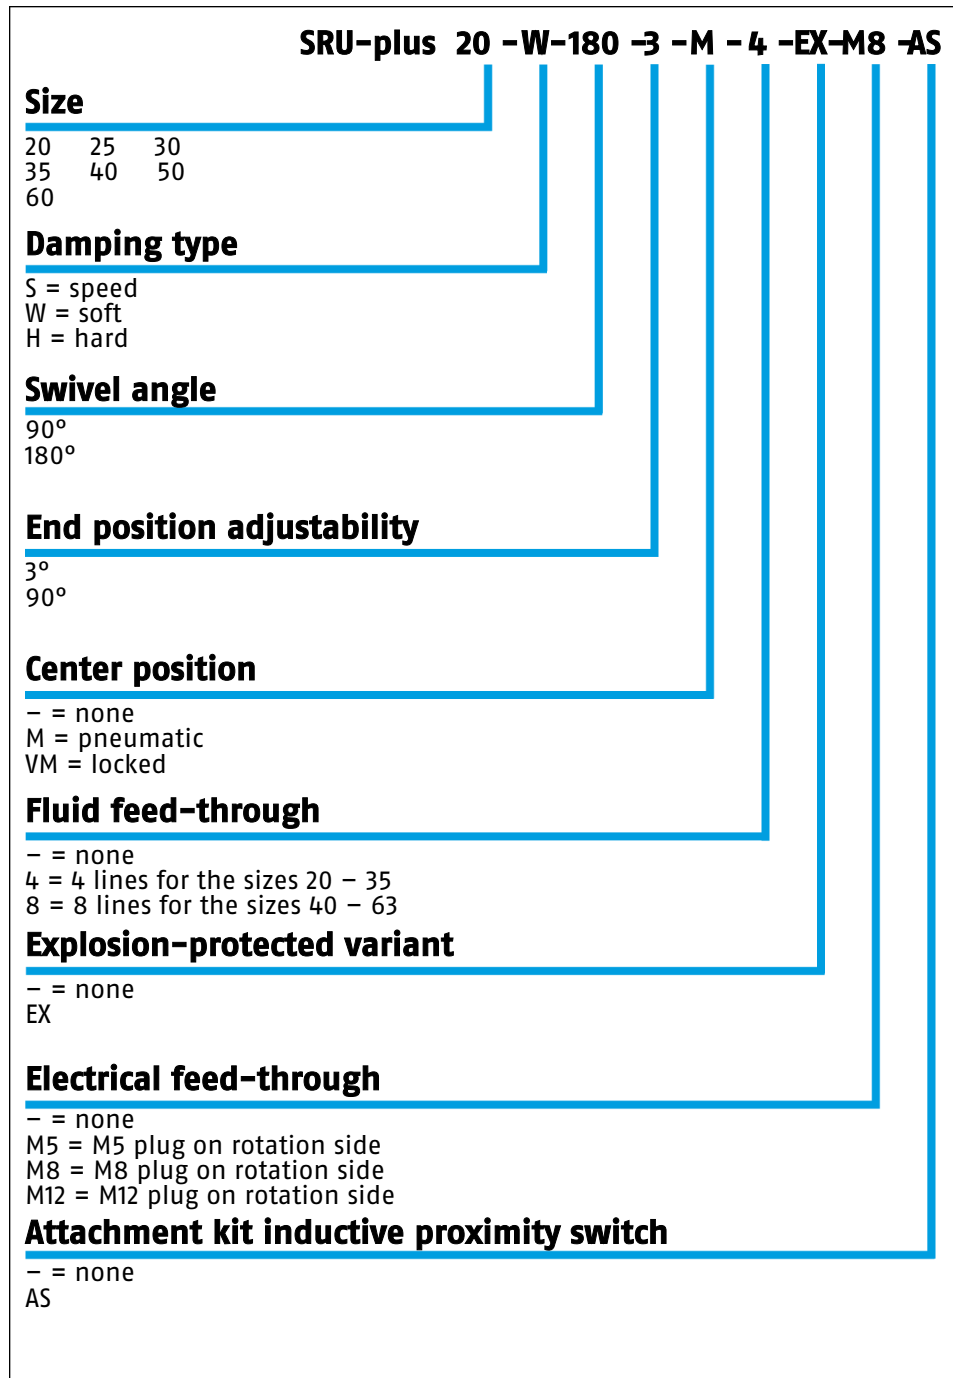 SRU-plus 20 -W-180 -3 -M -4 -EX-M8 -AS
Size
20 25 30
35 40 50
60
Damping type
S = speed
W = soft
H = hard
Swivel angle
90°
180°
End position adjustability
3°
90°
Center position
– = none
M = pneumatic
VM = locked
Fluid feed-through
– = none
4 = 4 lines for the sizes 20 – 35
8 = 8 lines for the sizes 40 – 63
Explosion-protected variant
– = none
EX
Electrical feed-through
– = none
M5 = M5 plug on rotation side
M8 = M8 plug on rotation side
M12 = M12 plug on rotation side
Attachment kit inductive proximity switch
– = none
AS